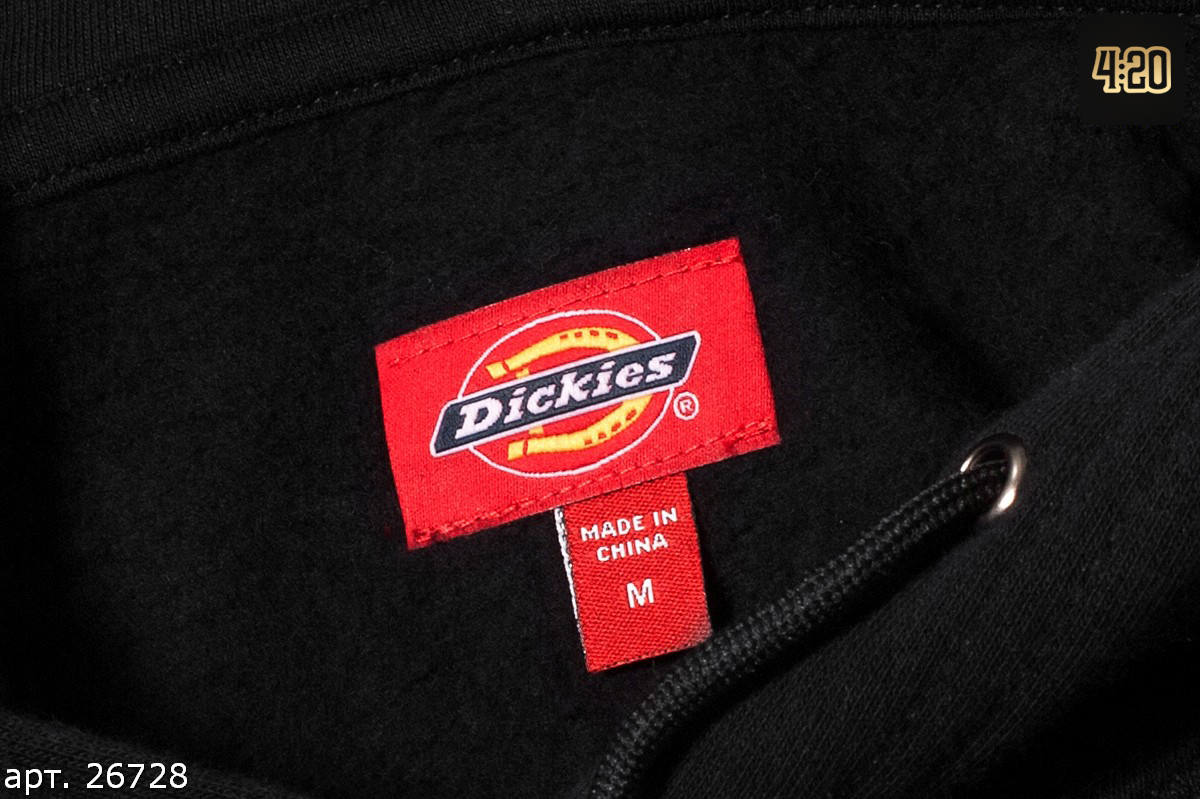 4:20
Dickies
®
MADE IN
CHINA
M
арт. 26728